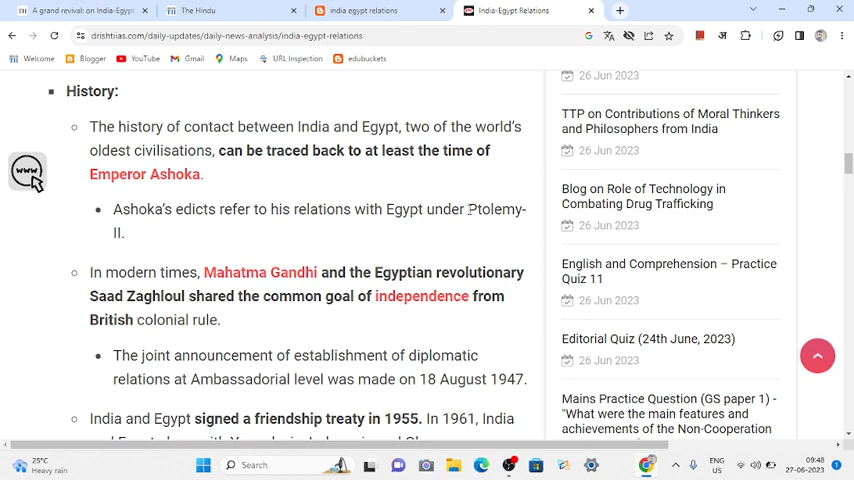 A grand revival: on India-Egypt
The Hindu
india egypt relations
India-Egypt Relations
drishtiias.com/daily-updates/daily-news-analysis/india-egypt-relations
Welcome
Blogger
YouTube
Gmail
Maps
URL Inspection
edubuckets
History:
The history of contact between India and Egypt, two of the world's
oldest civilisations, can be traced back to at least the time of
Emperor Ashoka.
Ashoka's edicts refer to his relations with Egypt under Ptolemy-
II.
In modern times, Mahatma Gandhi and the Egyptian revolutionary
Saad Zaghloul shared the common goal of independence from
British colonial rule.
The joint announcement of establishment of diplomatic
relations at Ambassadorial level was made on 18 August 1947.
India and Egypt signed a friendship treaty in 1955. In 1961, India
www
26 Jun 2023
TTP on Contributions of Moral Thinkers
and Philosophers from India
26 Jun 2023
Blog on Role of Technology in
Combating Drug Trafficking
26 Jun 2023
English and Comprehension – Practice
Quiz 11
26 Jun 2023
Editorial Quiz (24th June, 2023)
26 Jun 2023
Mains Practice Question (GS paper 1) -
"What were the main features and
achievements of the Non-Cooperation
25°C
Heavy rain
Search
ENG
US
09:48
27-06-2023